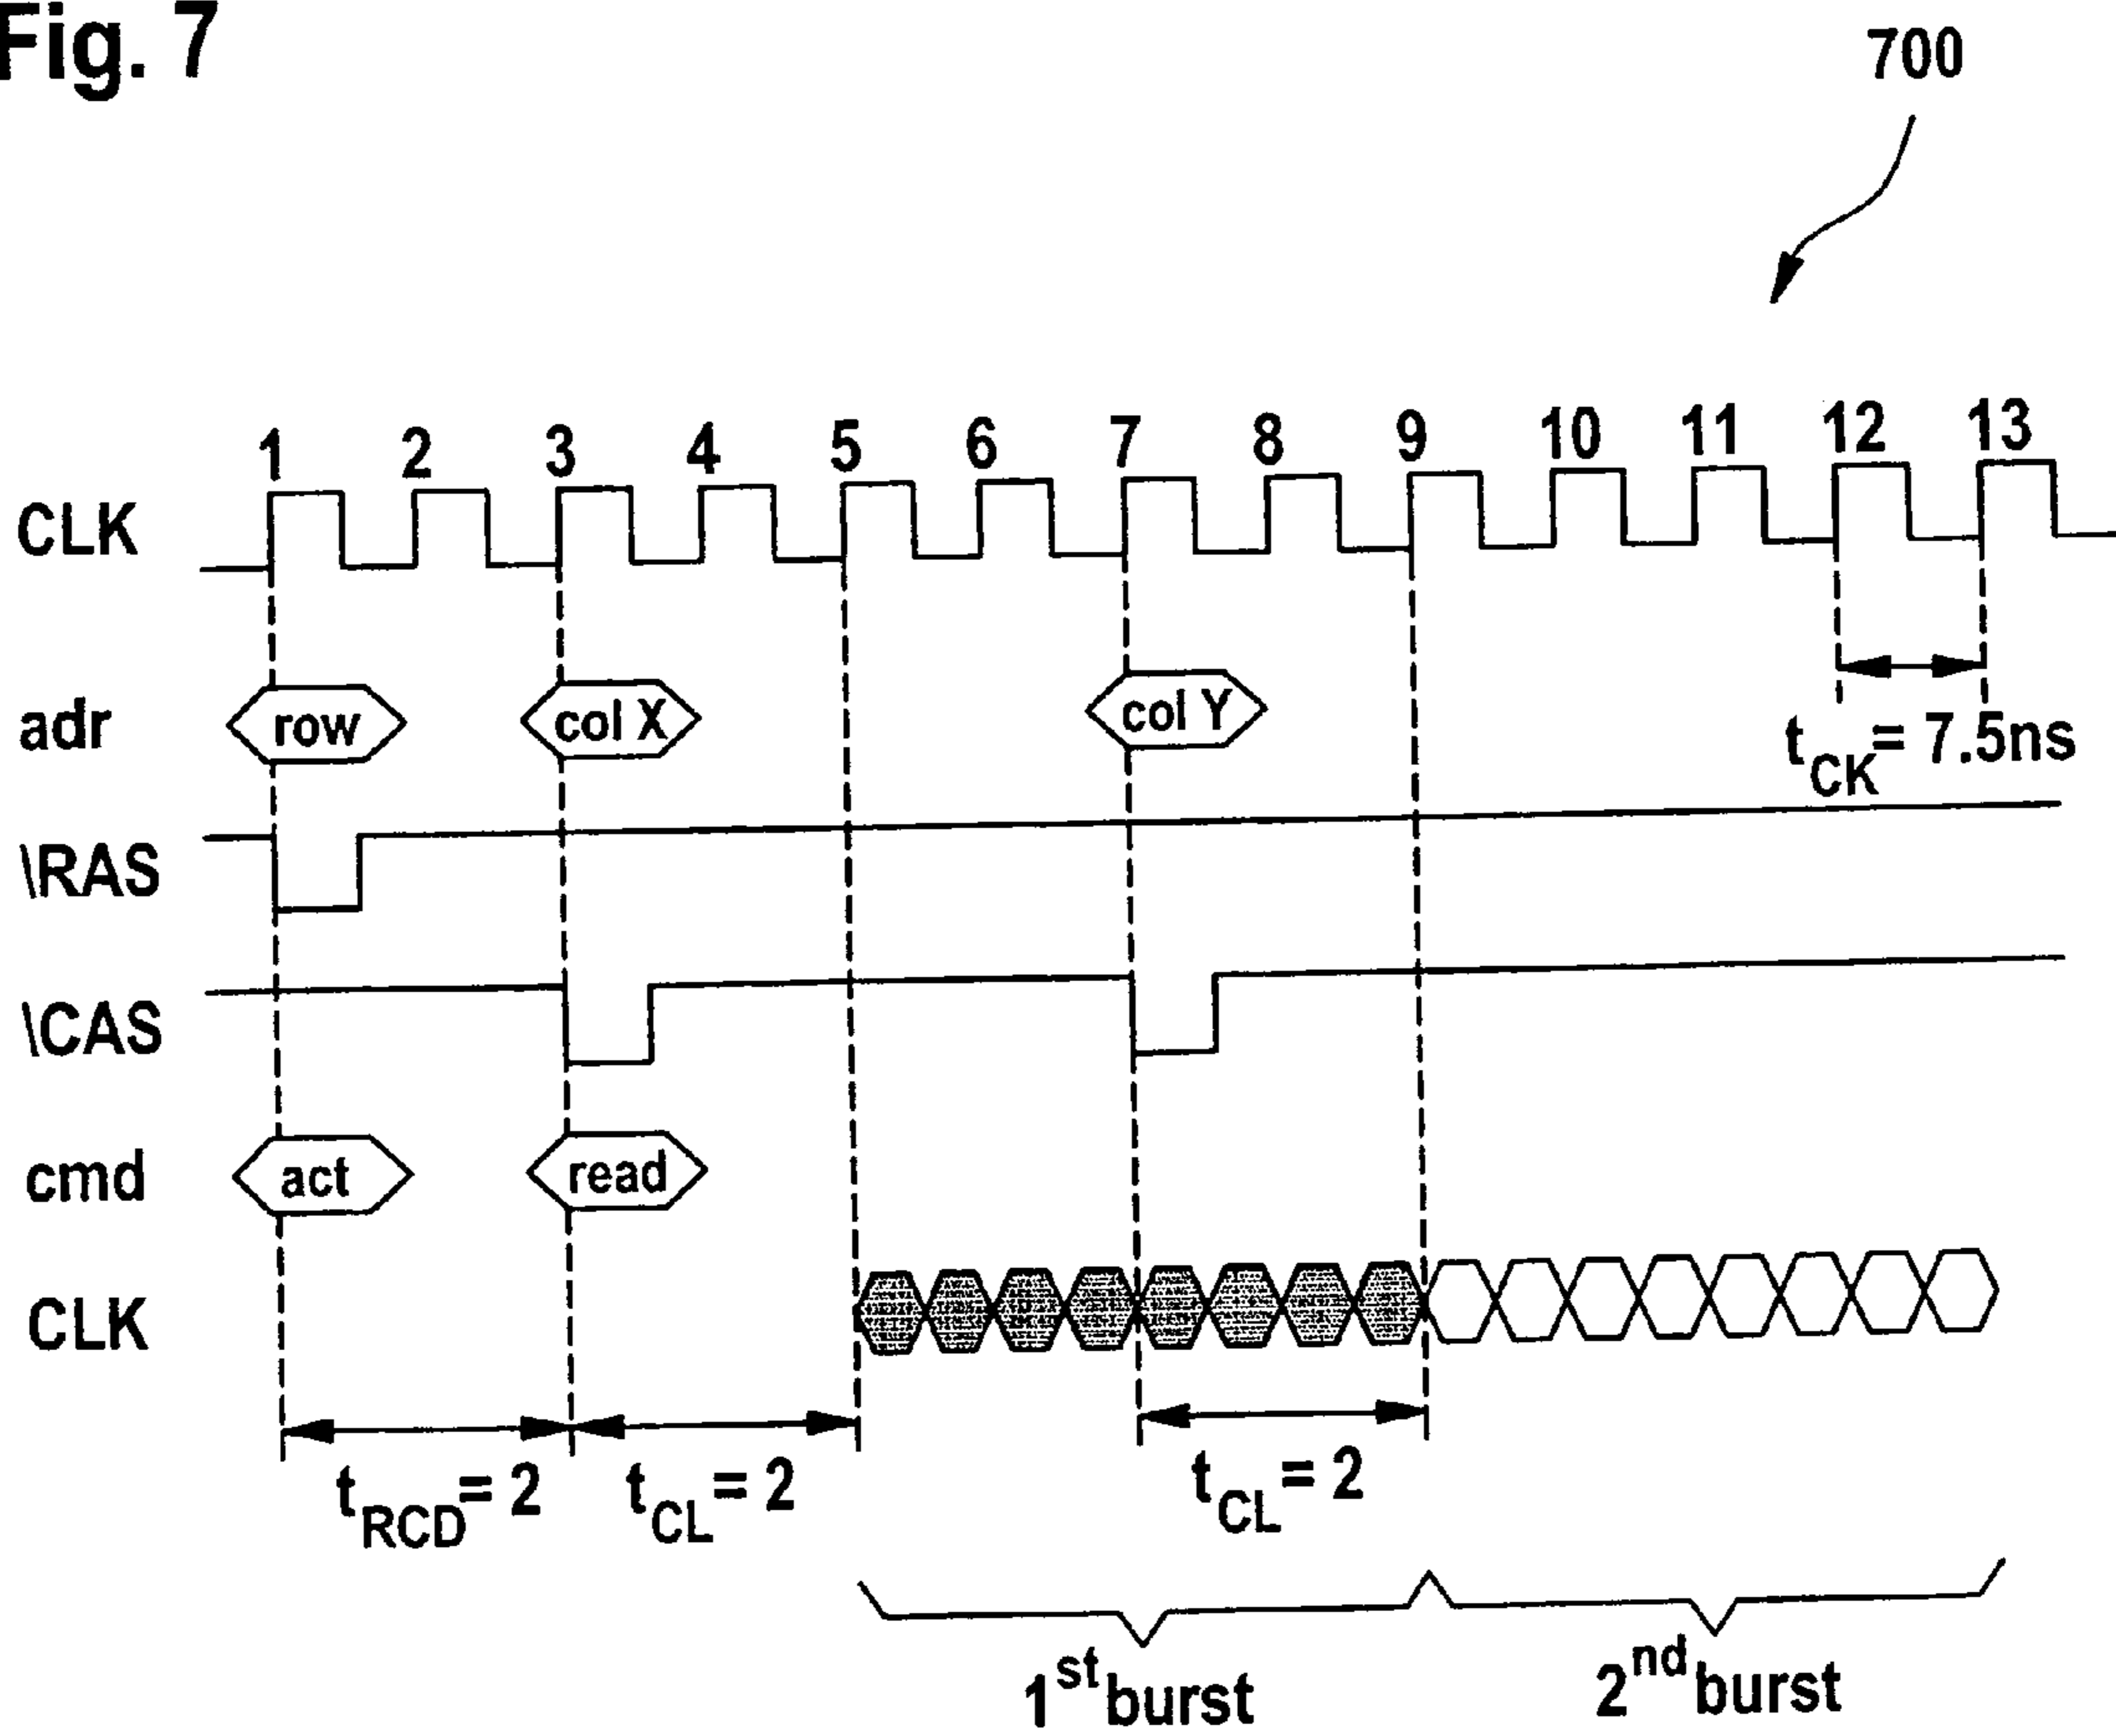 Fig. 7
700
1 2 3 4 5 6 7 8 9 10 11 12 13
CLK
adr row col X col Y
tCK = 7.5ns
\RAS
\CAS
cmd act read
CLK
tRCD = 2 tCL = 2 tCL = 2
1st burst 2nd burst